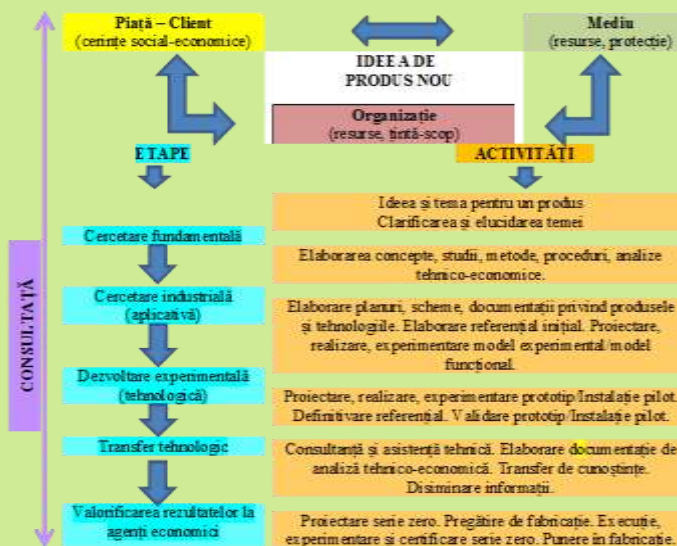 Piață – Client
(cerințe social-economice)
Mediu
(resurse, protecție)
IDEEA DE
PRODUS NOU
Organizație
(resurse, țintă-scop)
ETAPE
ACTIVITĂȚI
CONSULTAȚĂ
Ideea și tema pentru un produs
Clarificarea și elucidarea temei
Cercetare fundamentală
Elaborarea concepte, studii, metode, proceduri, analize
tehnico-economice.
Cercetare industrială
(aplicativă)
Elaborare planuri, scheme, documentații privind produsele
și tehnologiile. Elaborare referențial inițial. Proiectare,
realizare, experimentare model experimental/model
funcțional.
Dezvoltare experimentală
(tehnologică)
Proiectare, realizare, experimentare prototip/Instalație pilot.
Definitivare referențial. Validare prototip/Instalație pilot.
Transfer tehnologic
Consultanță și asistență tehnică. Elaborare documentație de
analiză tehnico-economică. Transfer de cunoștințe.
Disiminare informații.
Valorificarea rezultatelor la
agenți economici
Proiectare serie zero. Pregătire de fabricație. Execuție,
experimentare și certificare serie zero. Punere în fabricație.